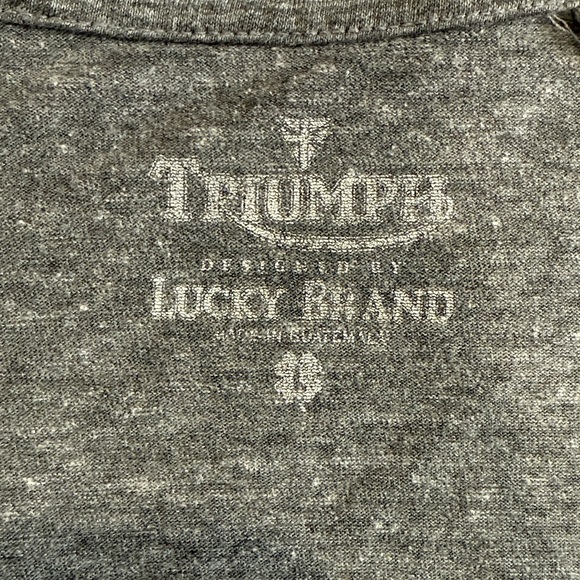 TRIUMPH
DESIGNED BY
LUCKY BRAND
MADE IN GUATEMALA